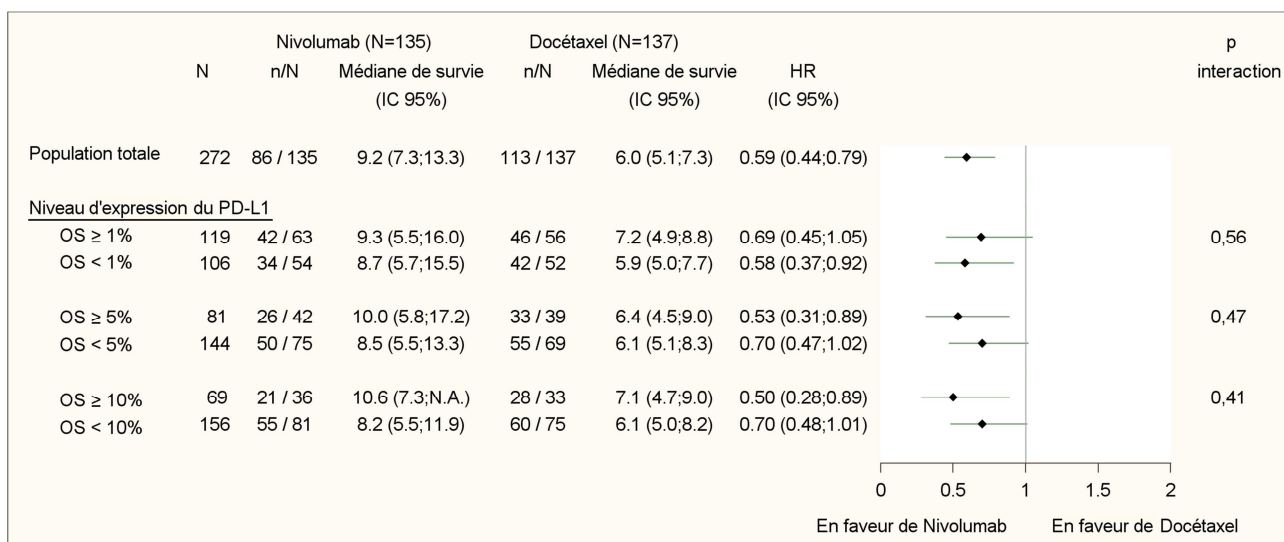 Nivolumab (N=135) Docétaxel (N=137) p
N n/N Médiane de survie n/N Médiane de survie HR interaction
(IC 95%) (IC 95%) (IC 95%)
Population totale 272 86 / 135 9.2 (7.3;13.3) 113 / 137 6.0 (5.1;7.3) 0.59 (0.44;0.79)
Niveau d'expression du PD-L1
OS ≥ 1% 119 42 / 63 9.3 (5.5;16.0) 46 / 56 7.2 (4.9;8.8) 0.69 (0.45;1.05) 0,56
OS < 1% 106 34 / 54 8.7 (5.7;15.5) 42 / 52 5.9 (5.0;7.7) 0.58 (0.37;0.92)
OS ≥ 5% 81 26 / 42 10.0 (5.8;17.2) 33 / 39 6.4 (4.5;9.0) 0.53 (0.31;0.89) 0,47
OS < 5% 144 50 / 75 8.5 (5.5;13.3) 55 / 69 6.1 (5.1;8.3) 0.70 (0.47;1.02)
OS ≥ 10% 69 21 / 36 10.6 (7.3;N.A.) 28 / 33 7.1 (4.7;9.0) 0.50 (0.28;0.89) 0,41
OS < 10% 156 55 / 81 8.2 (5.5;11.9) 60 / 75 6.1 (5.0;8.2) 0.70 (0.48;1.01)
0 0.5 1 1.5 2
En faveur de Nivolumab En faveur de Docétaxel